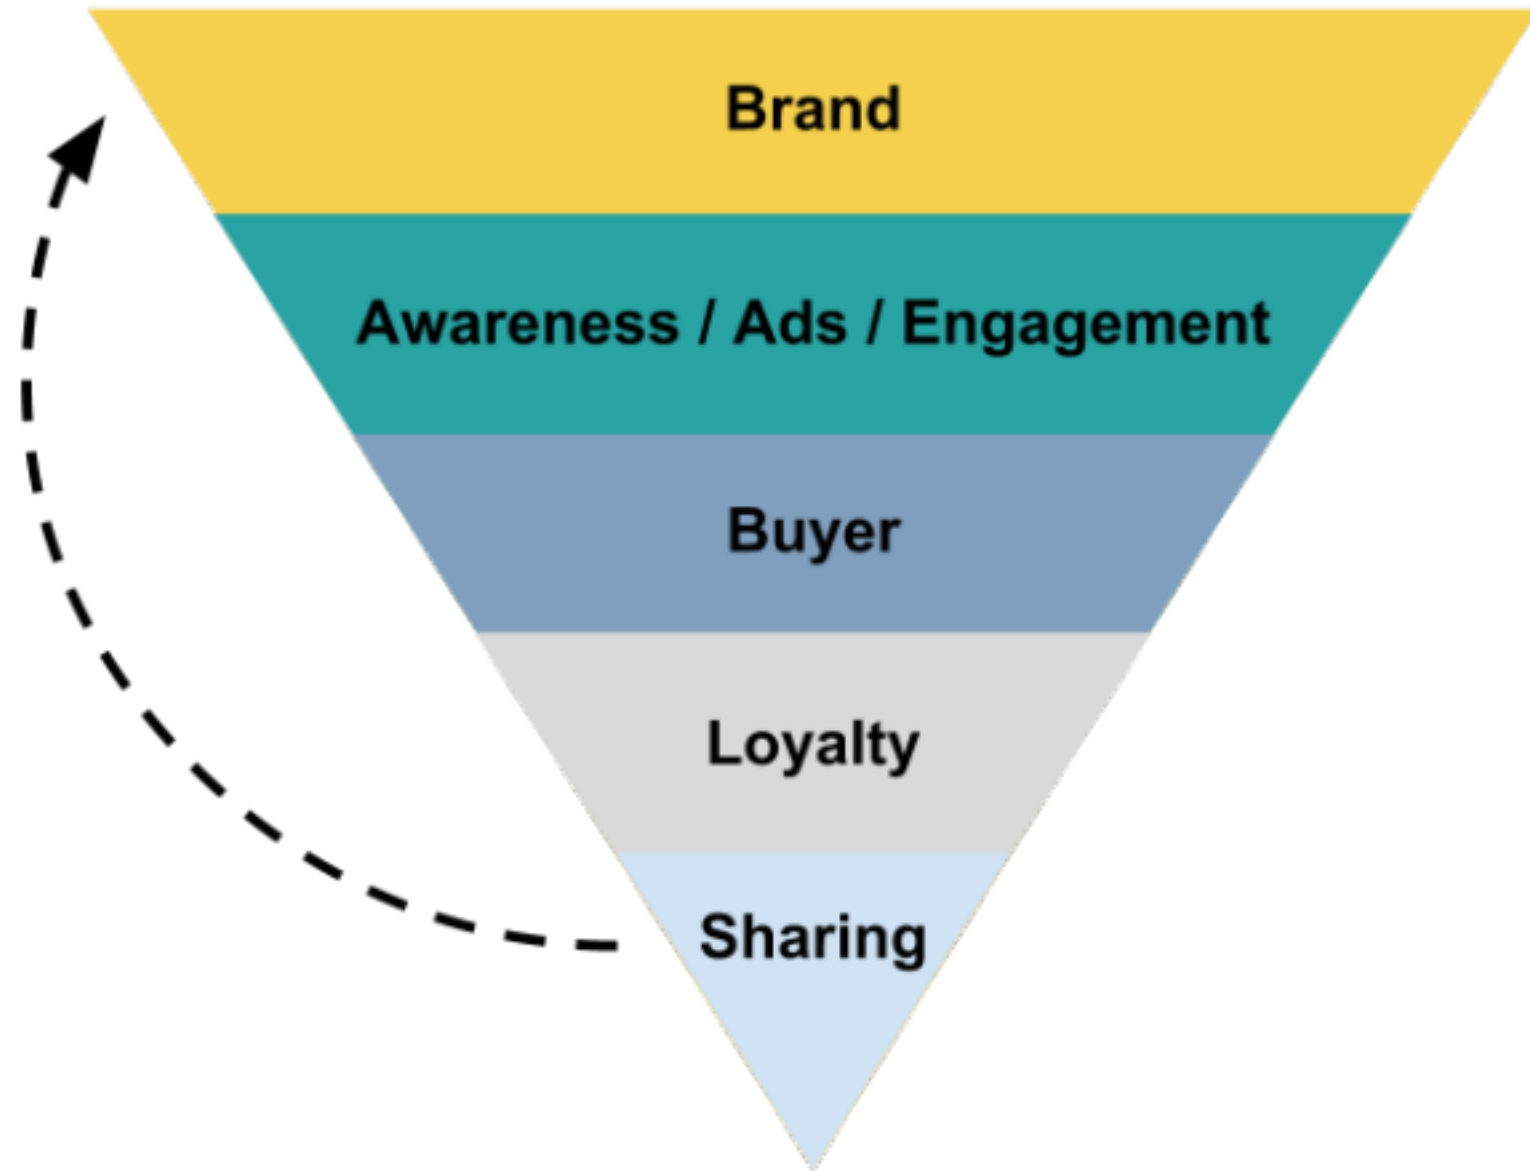 Brand
Awareness / Ads / Engagement
Buyer
Loyalty
Sharing